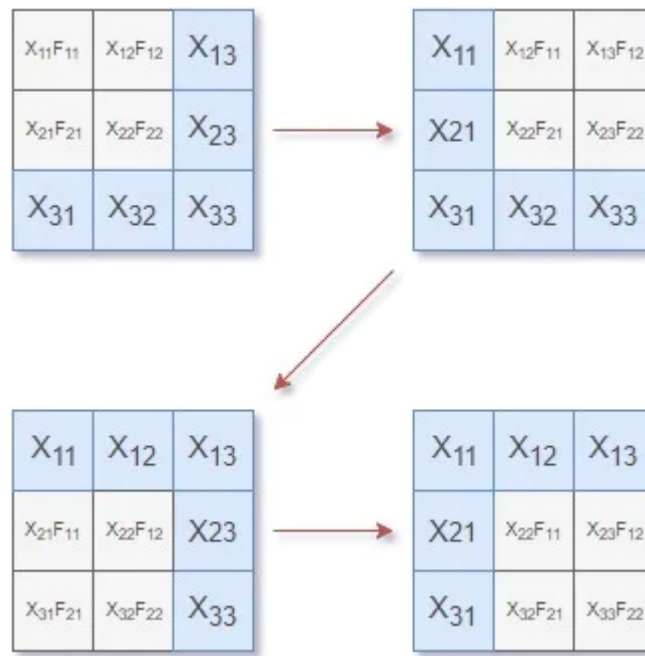 X₁₁F₁₁ X₁₂F₁₂ X₁₃
X₂₁F₂₁ X₂₂F₂₂ X₂₃
X₃₁ X₃₂ X₃₃
X₁₁ X₁₂F₁₁ X₁₃F₁₂
X21 X₂₂F₂₁ X₂₃F₂₂
X₃₁ X₃₂ X₃₃
X₁₁ X₁₂ X₁₃
X₂₁F₁₁ X₂₂F₁₂ X23
X₃₁F₂₁ X₃₂F₂₂ X₃₃
X₁₁ X₁₂ X₁₃
X21 X₂₂F₁₁ X₂₃F₁₂
X₃₁ X₃₂F₂₁ X₃₃F₂₂